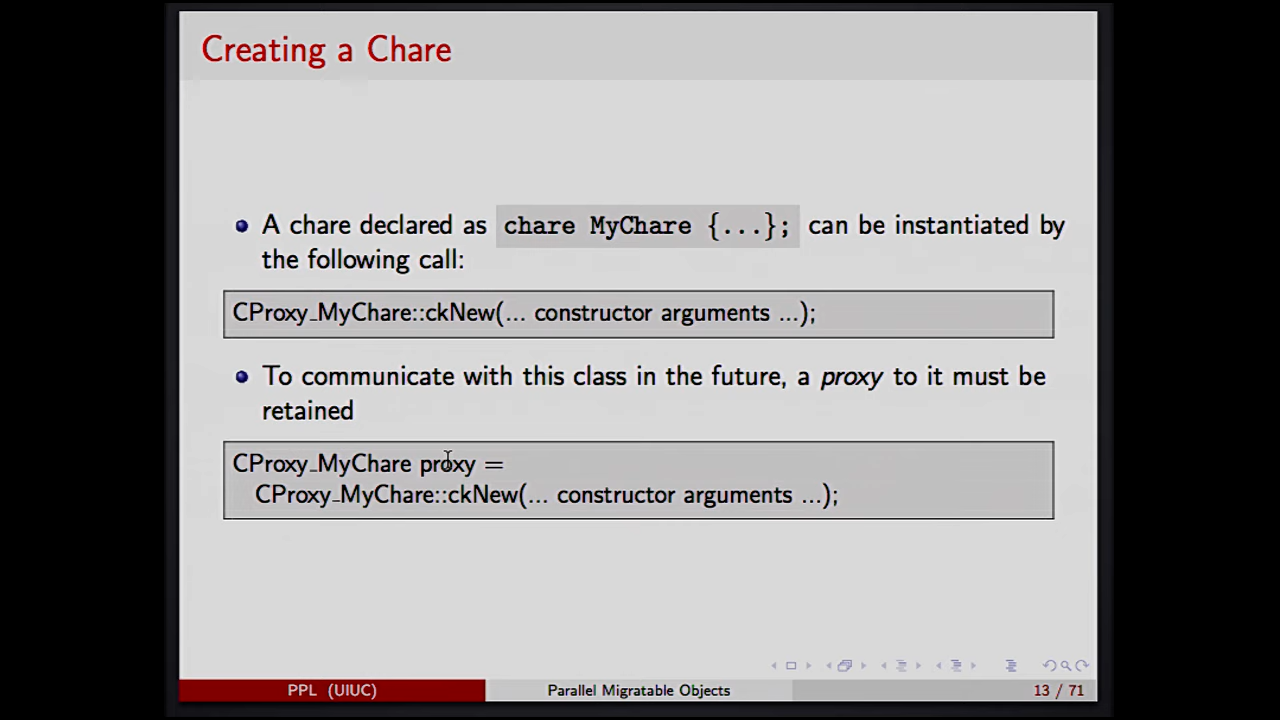 Creating a Chare
A chare declared as chare MyChare {...}; can be instantiated by
the following call:
CProxy_MyChare::ckNew(... constructor arguments ...);
To communicate with this class in the future, a proxy to it must be
retained
CProxy_MyChare proxy =
CProxy_MyChare::ckNew(... constructor arguments ...);
PPL (UIUC) Parallel Migratable Objects 13 / 71